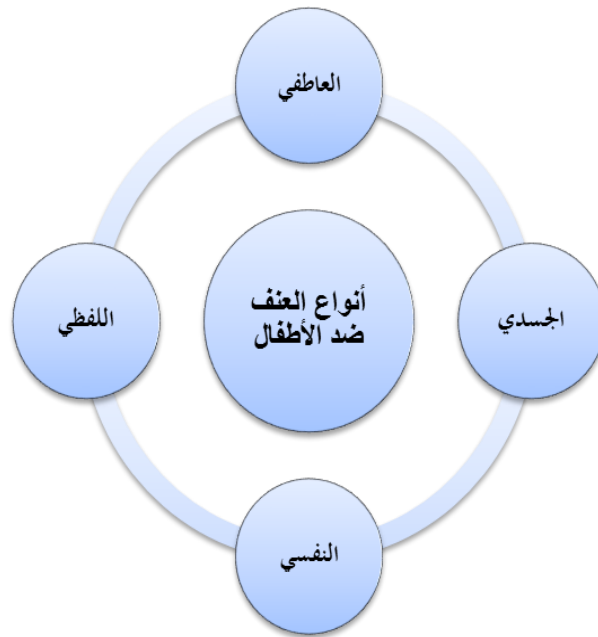 العاطفي
أنواع العنف
ضد الأطفال
الجسدي
اللفظي
النفسي